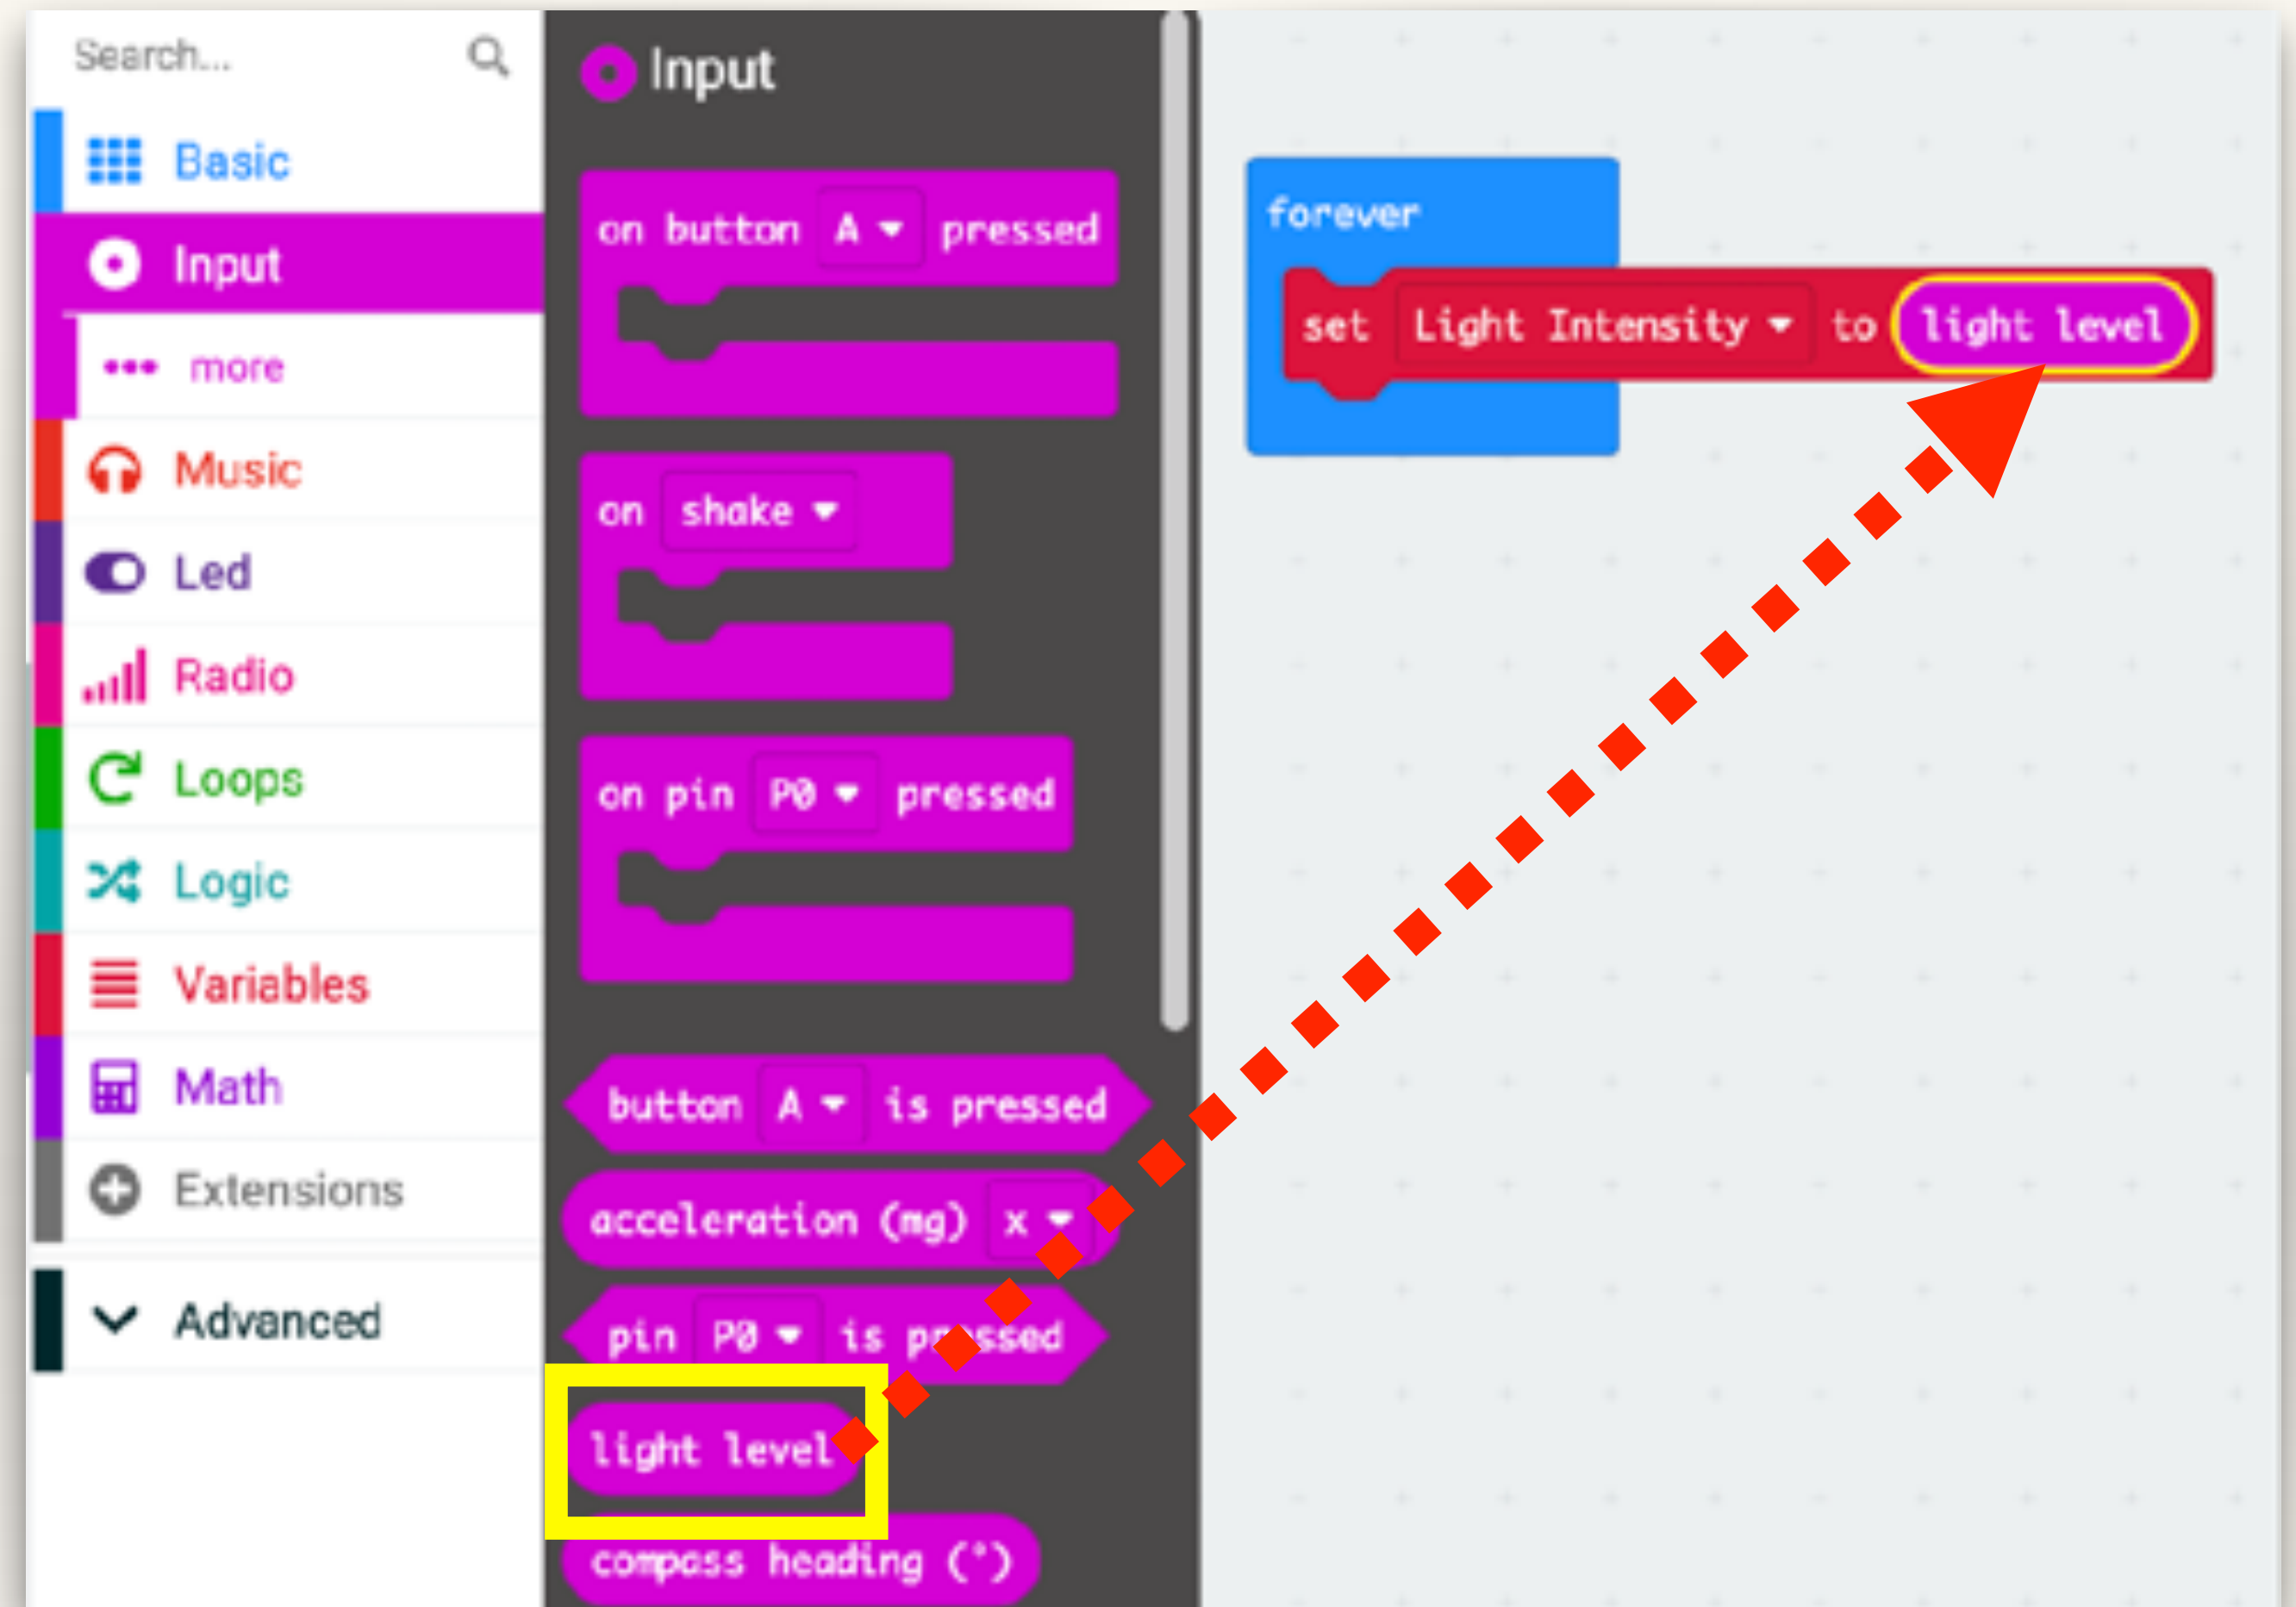 Search...
Basic
Input
more
Music
Led
Radio
Loops
Logic
Variables
Math
Extensions
Advanced
Input
on button A pressed
on shake
on pin P0 pressed
button A is pressed
acceleration (mg) x
pin P0 is pressed
light level
compass heading (°)
forever
set Light Intensity to light level